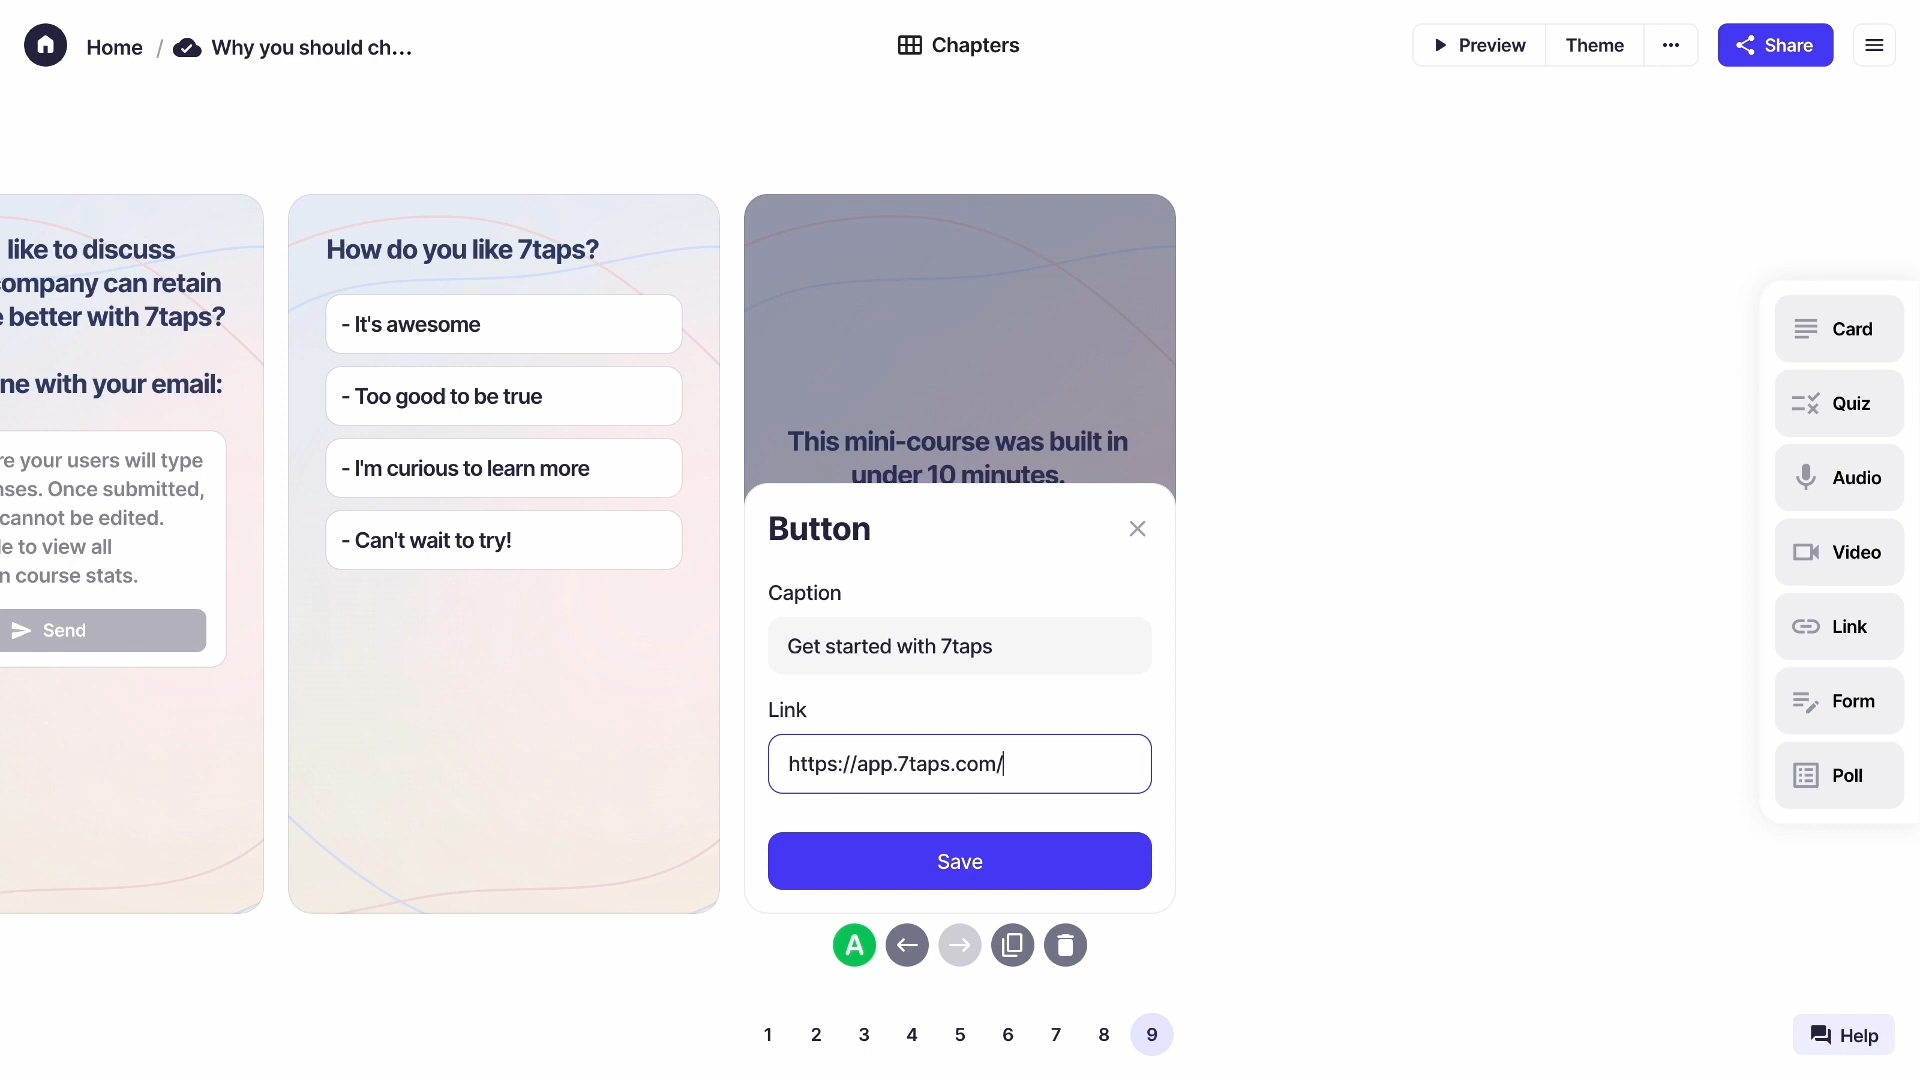 Home / Why you should ch...
Chapters
Preview
Theme
Share
like to discuss
company can retain
better with 7taps?
ne with your email:
re your users will type
nses. Once submitted,
cannot be edited.
le to view all
n course stats.
Send
How do you like 7taps?
- It's awesome
- Too good to be true
- I'm curious to learn more
- Can't wait to try!
This mini-course was built in
under 10 minutes.
Button
Caption
Get started with 7taps
Link
https://app.7taps.com/
Save
A
Card
Quiz
Audio
Video
Link
Form
Poll
1 2 3 4 5 6 7 8 9
Help